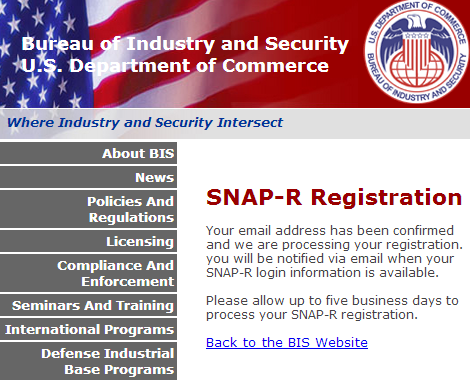 Bureau of Industry and Security
U.S. Department of Commerce
U.S. DEPARTMENT OF COMMERCE
BUREAU OF INDUSTRY AND SECURITY
Where Industry and Security Intersect
About BIS
News
Policies And
Regulations
Licensing
Compliance And
Enforcement
Seminars And Training
International Programs
Defense Industrial
Base Programs
SNAP-R Registration
Your email address has been confirmed
and we are processing your registration.
you will be notified via email when your
SNAP-R login information is available.
Please allow up to five business days to
process your SNAP-R registration.
Back to the BIS Website